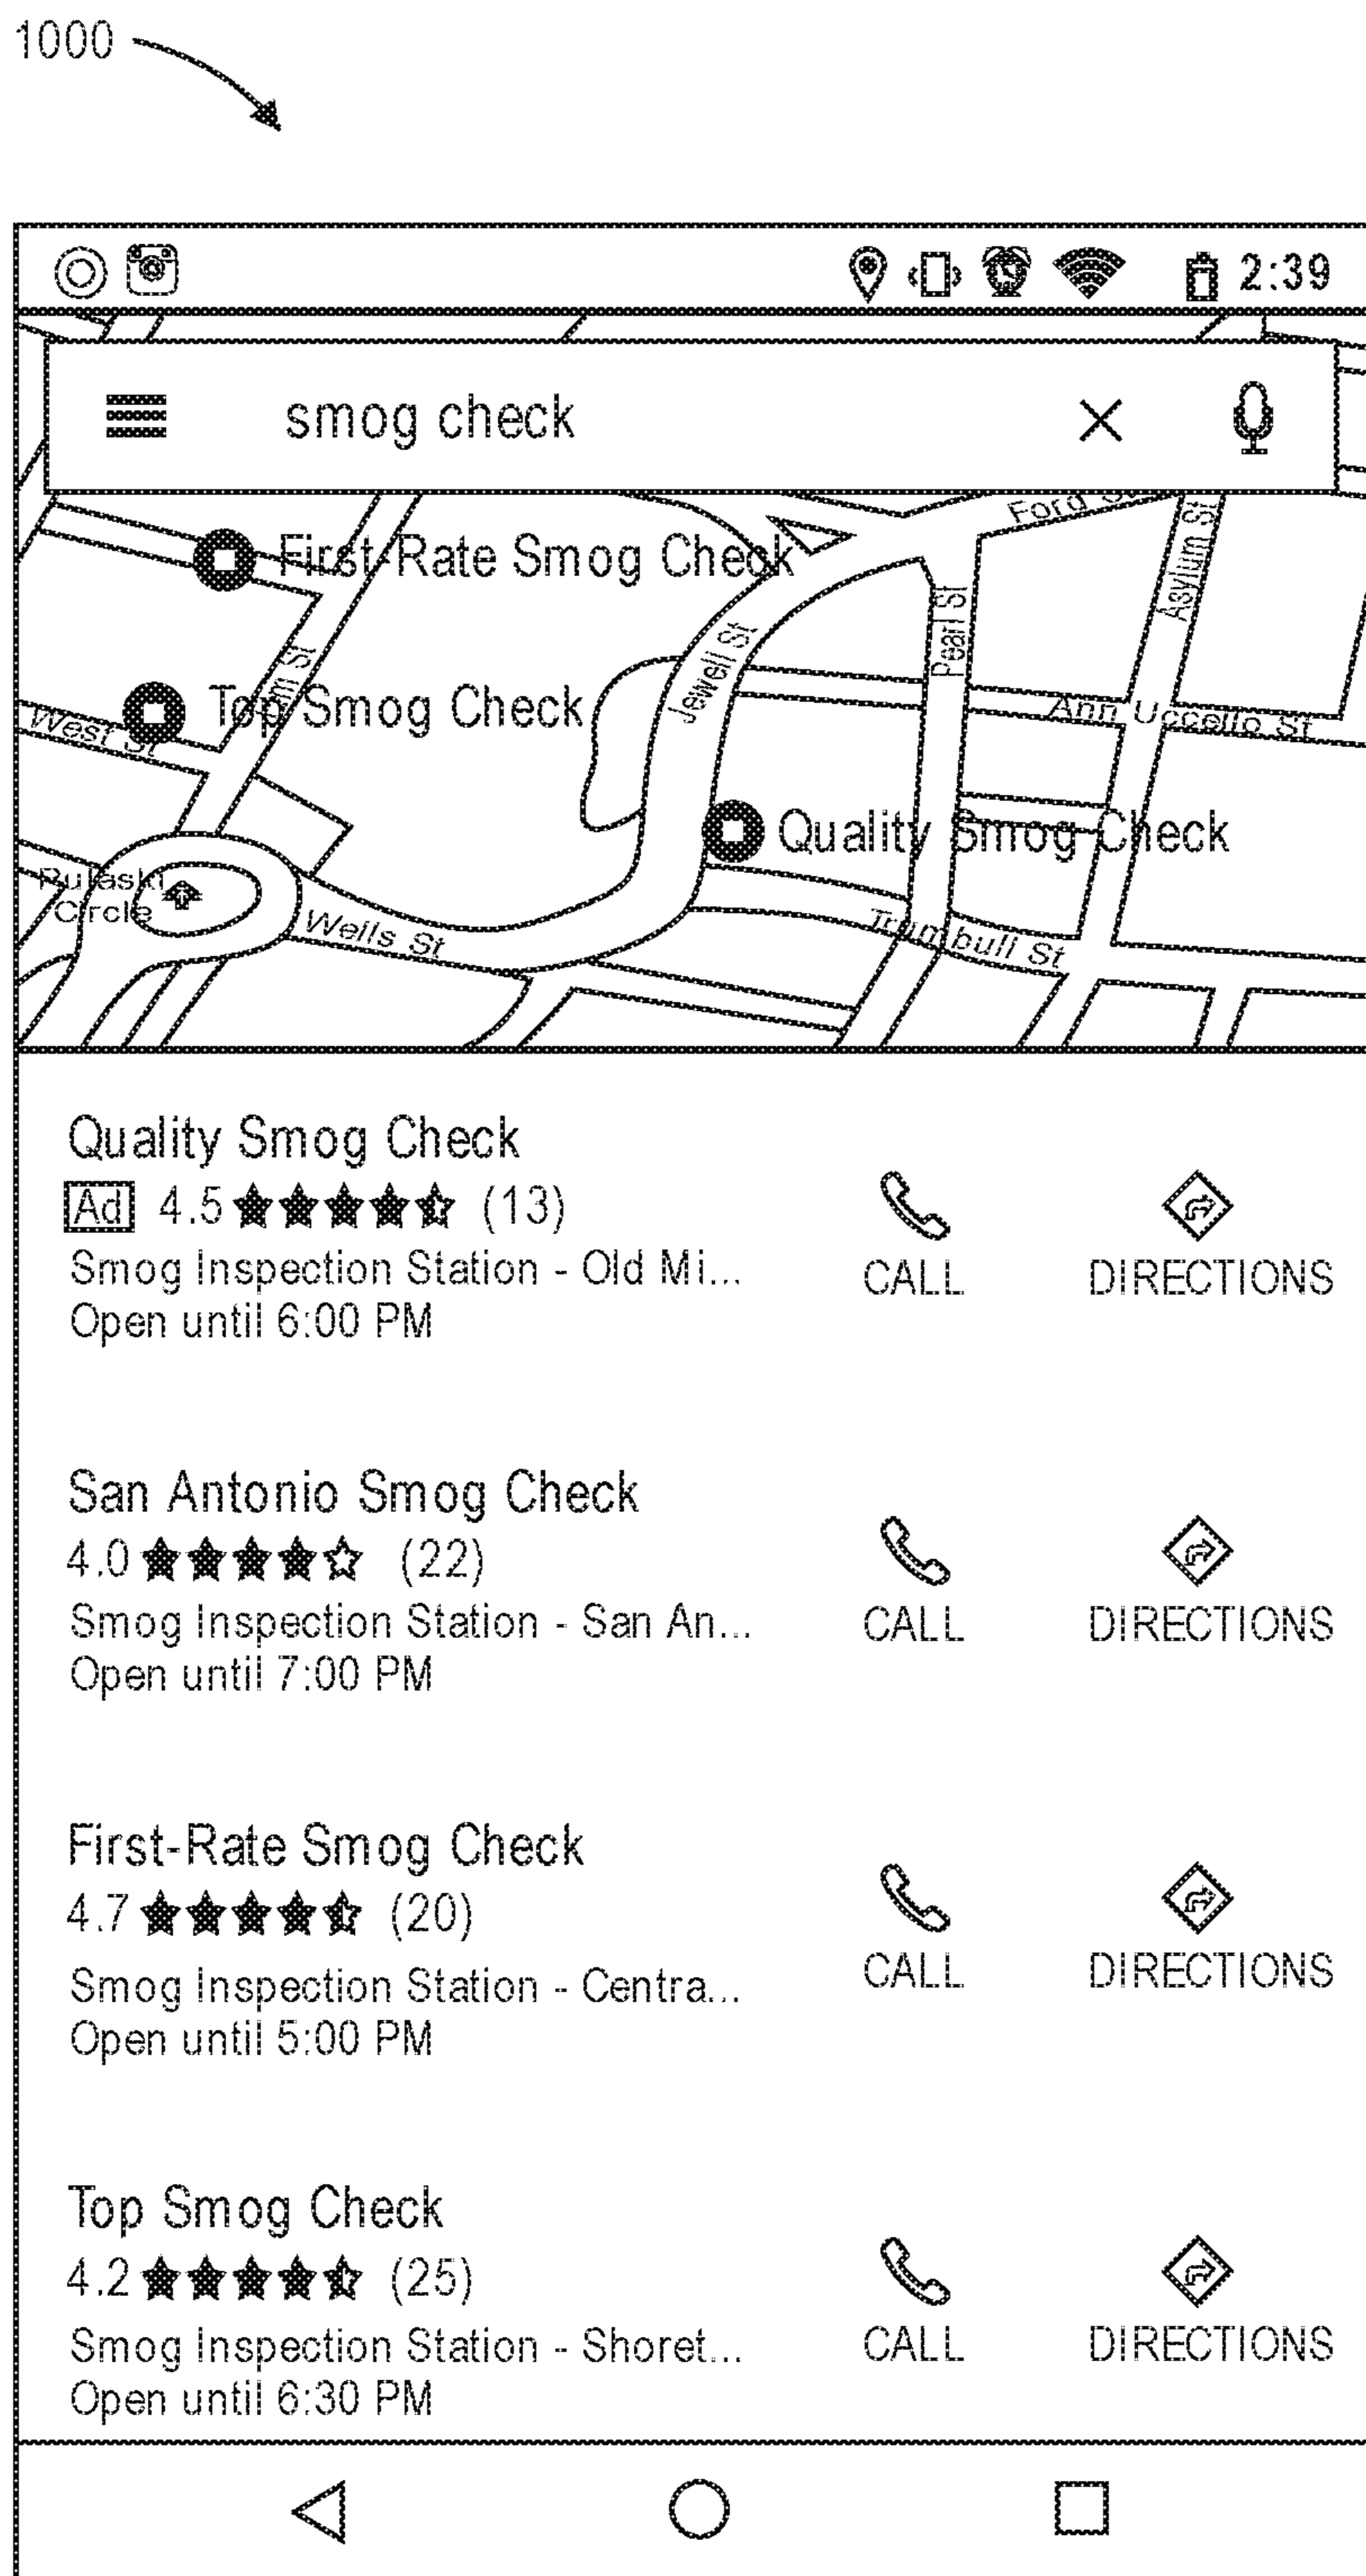 1000
2:39
smog check
Ford
Asylum St
First-Rate Smog Check
Pearl St
Jewell St
Top Smog Check
West St
Ann Uccello St
Quality Smog Check
Pulaski
Circle
Wells St
Trumbull St
Quality Smog Check
Ad 4.5 (13)
Smog Inspection Station - Old Mi...
Open until 6:00 PM
CALL
DIRECTIONS
San Antonio Smog Check
4.0 (22)
Smog Inspection Station - San An...
Open until 7:00 PM
CALL
DIRECTIONS
First-Rate Smog Check
4.7 (20)
Smog Inspection Station - Centra...
Open until 5:00 PM
CALL
DIRECTIONS
Top Smog Check
4.2 (25)
Smog Inspection Station - Shoret...
Open until 6:30 PM
CALL
DIRECTIONS